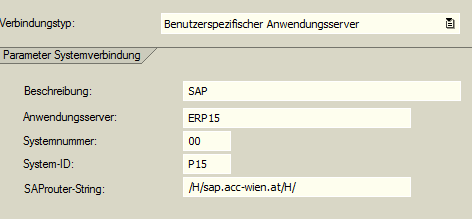 Verbindungstyp: Benutzerspezifischer Anwendungsserver
Parameter Systemverbindung
Beschreibung: SAP
Anwendungsserver: ERP15
Systemnummer: 00
System-ID: P15
SAProuter-String: /H/sap.acc-wien.at/H/